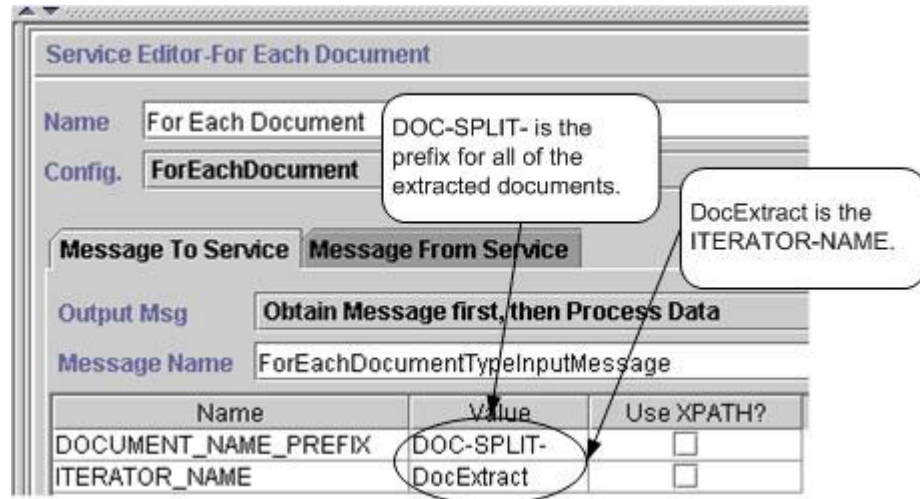 Service Editor-For Each Document
Name For Each Document
DOC-SPLIT- is the
prefix for all of the
extracted documents.
Config. ForEachDocument
DocExtract is the
ITERATOR-NAME.
Message To Service Message From Service
Output Msg Obtain Message first, then Process Data
Message Name ForEachDocumentTypeInputMessage
Name Value Use XPATH?
DOCUMENT_NAME_PREFIX DOC-SPLIT-
ITERATOR_NAME DocExtract